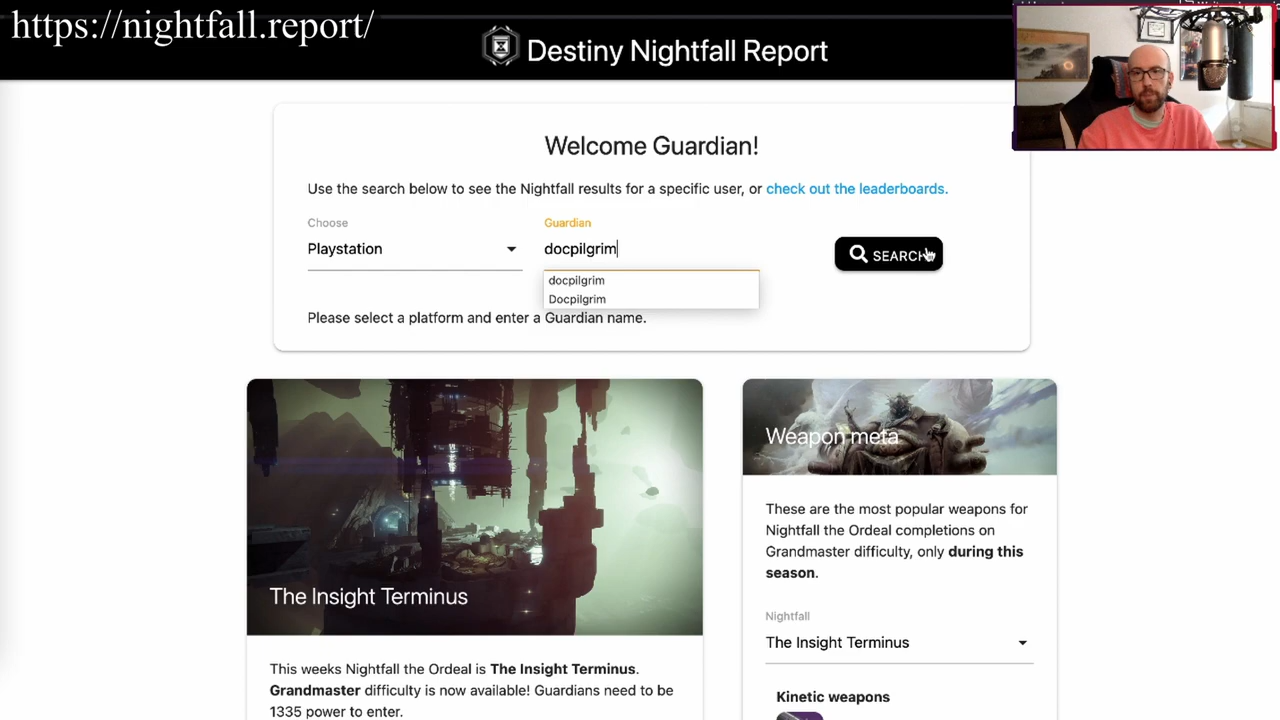 https://nightfall.report/
Destiny Nightfall Report
Welcome Guardian!
Use the search below to see the Nightfall results for a specific user, or check out the leaderboards.
Choose
Guardian
Playstation
docpilgrim
SEARCH
docpilgrim
Docpilgrim
Please select a platform and enter a Guardian name.
The Insight Terminus
This weeks Nightfall the Ordeal is The Insight Terminus.
Grandmaster difficulty is now available! Guardians need to be
1335 power to enter.
Weapon meta
These are the most popular weapons for
Nightfall the Ordeal completions on
Grandmaster difficulty, only during this
season.
Nightfall
The Insight Terminus
Kinetic weapons